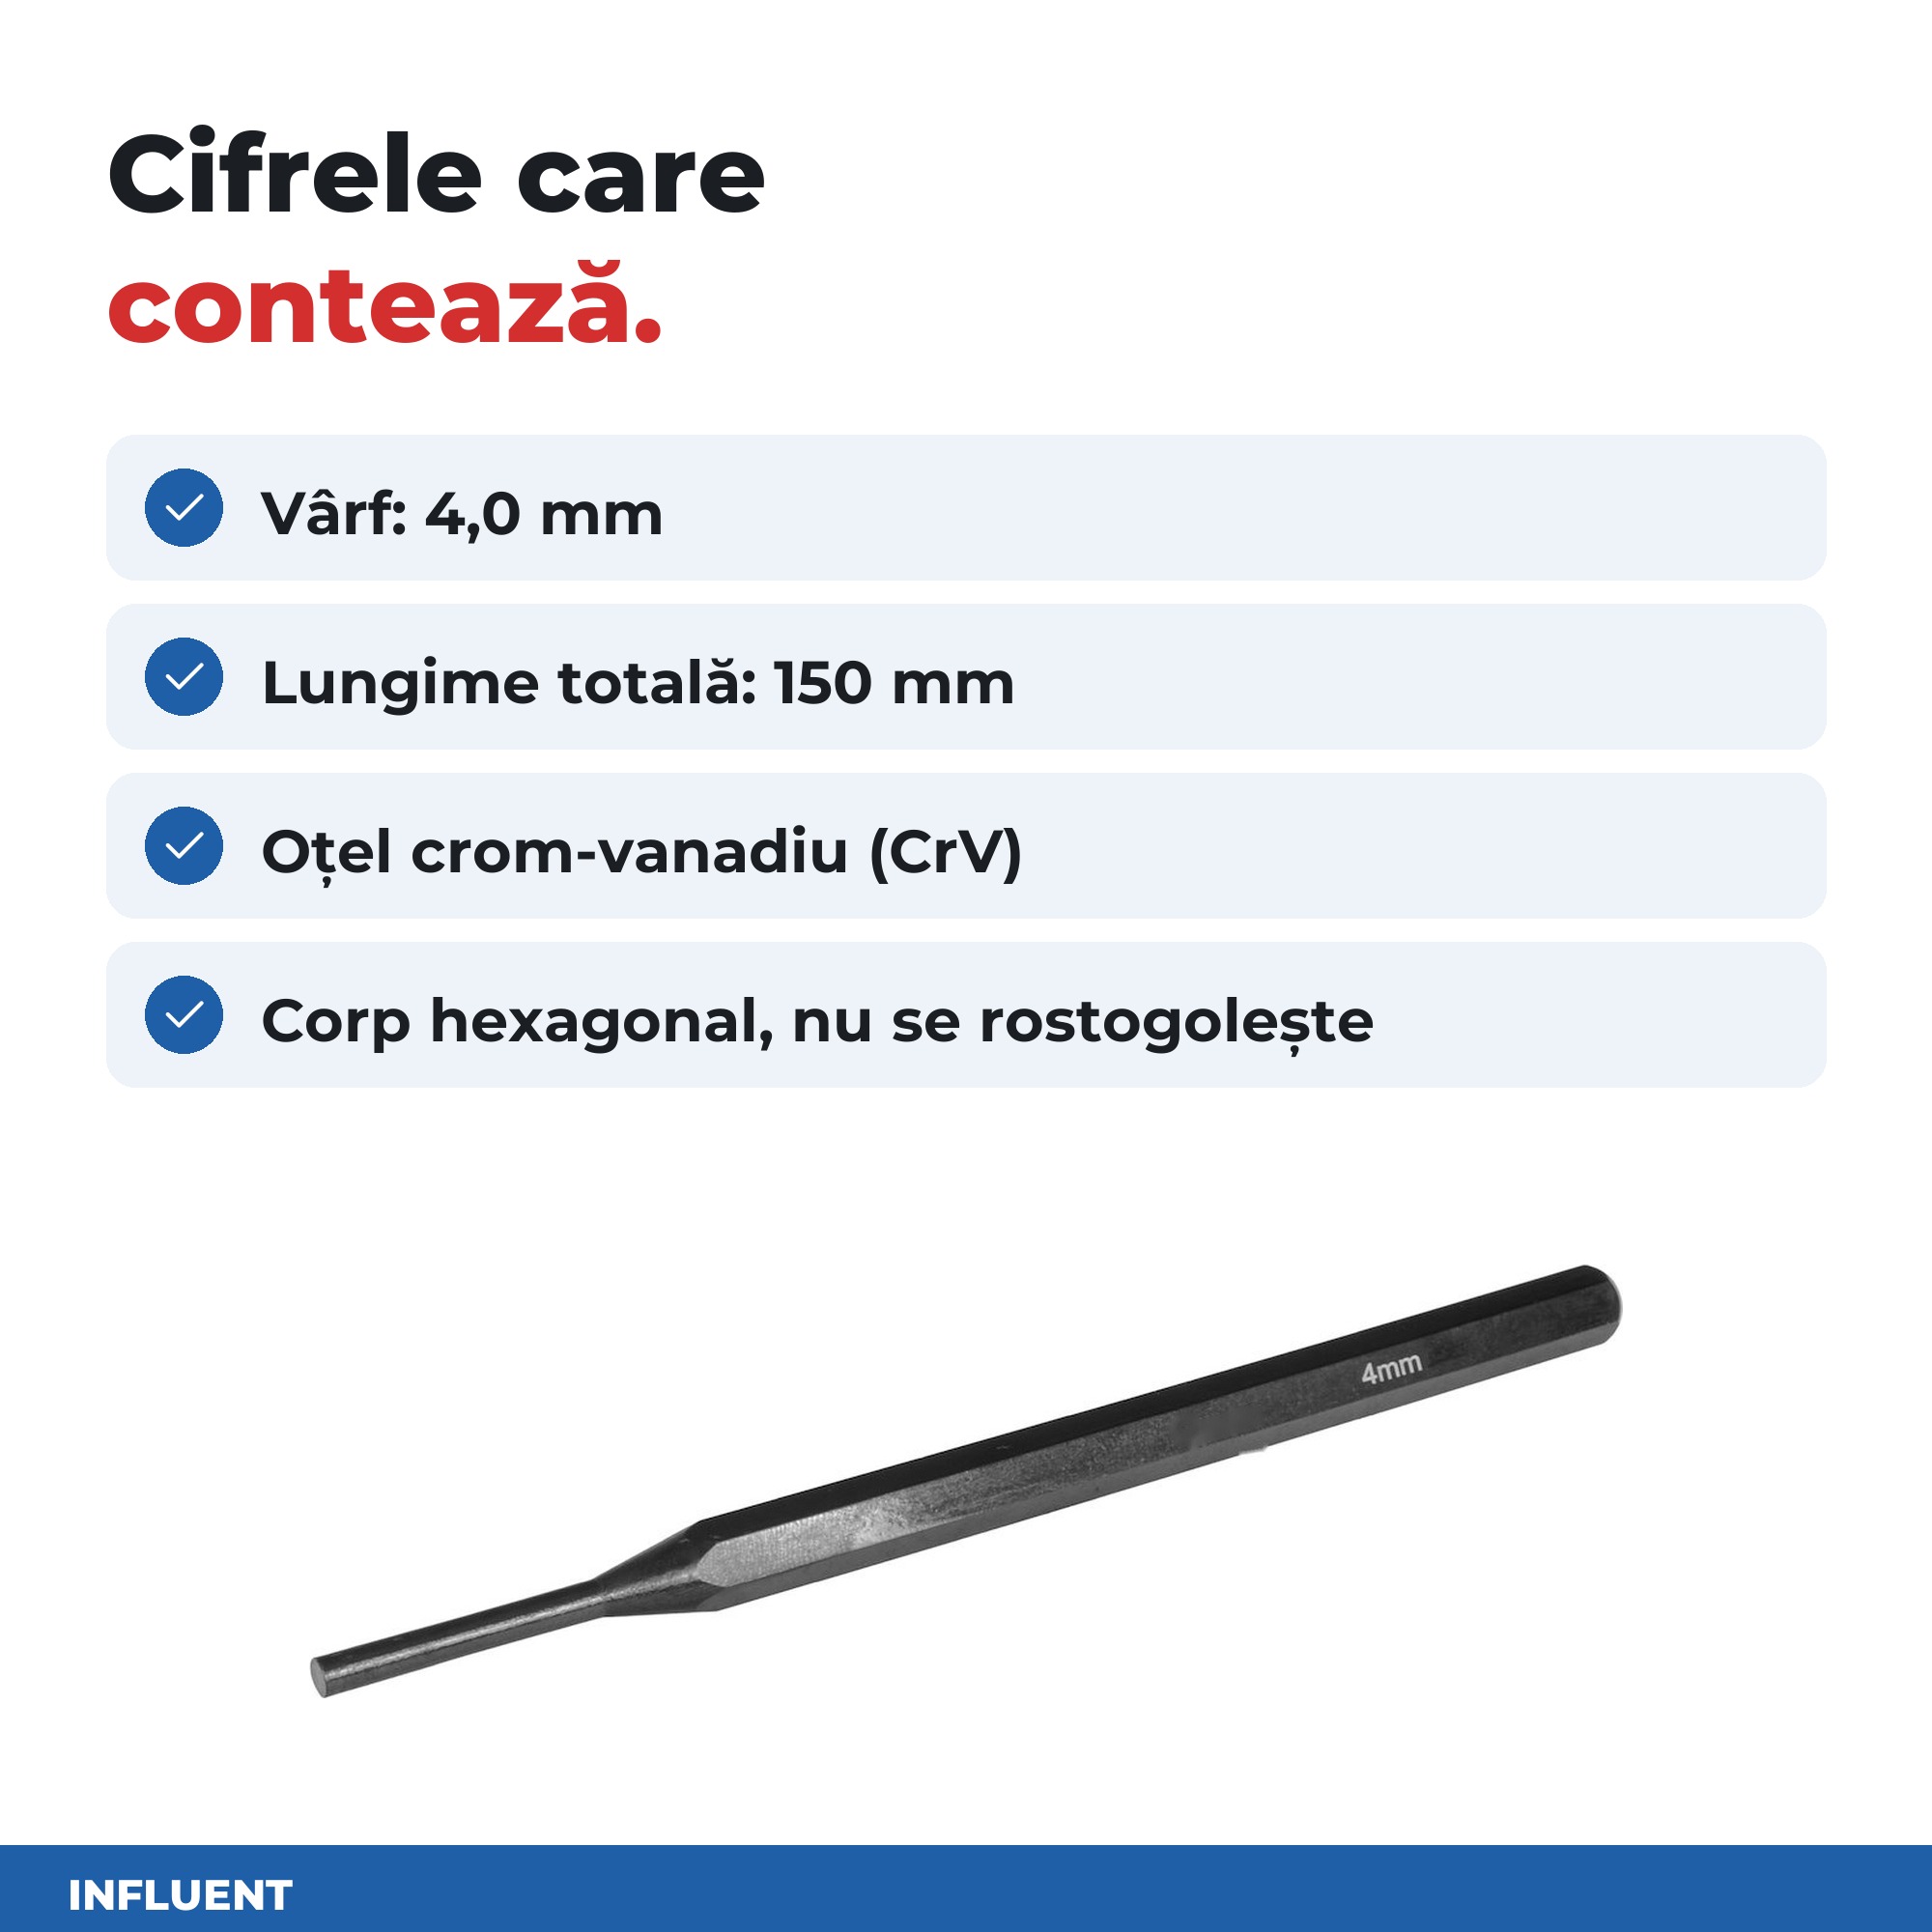 Cifrele care
contează.
Vârf: 4,0 mm
Lungime totală: 150 mm
Oțel crom-vanadiu (CrV)
Corp hexagonal, nu se rostogolește
4mm
INFLUENT